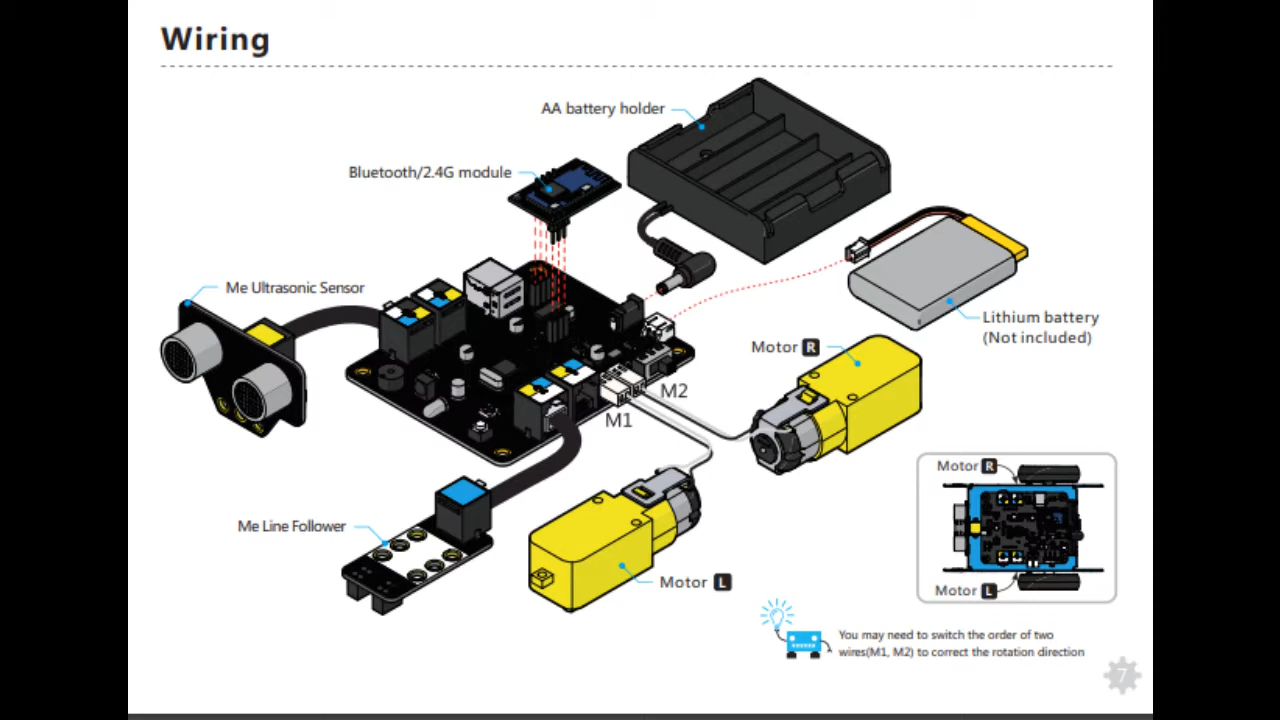 Wiring
AA battery holder
Bluetooth/2.4G module
Me Ultrasonic Sensor
Lithium battery
(Not included)
Motor R
M2
M1
Motor R
Me Line Follower
Motor L
Motor L
You may need to switch the order of two
wires(M1, M2) to correct the rotation direction
7